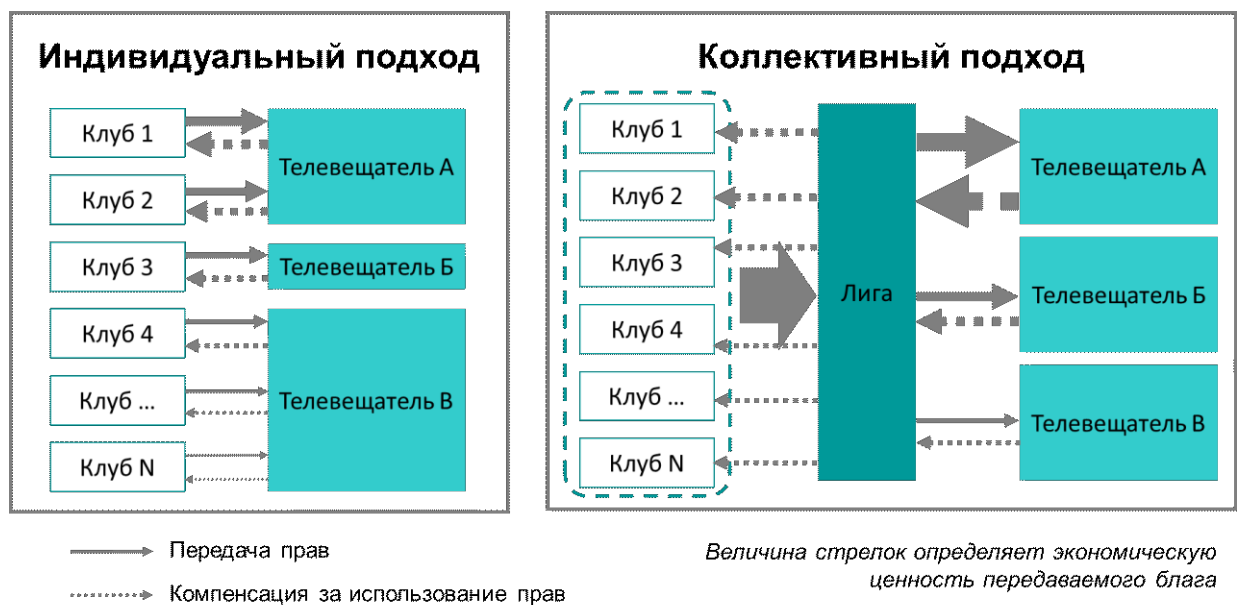 Индивидуальный подход
Клуб 1
Клуб 2
Клуб 3
Клуб 4
Клуб ...
Клуб N
Телевещатель А
Телевещатель Б
Телевещатель В
Коллективный подход
Клуб 1
Клуб 2
Клуб 3
Клуб 4
Клуб ...
Клуб N
Лига
Телевещатель А
Телевещатель Б
Телевещатель В
Передача прав
Компенсация за использование прав
Величина стрелок определяет экономическую
ценность передаваемого блага